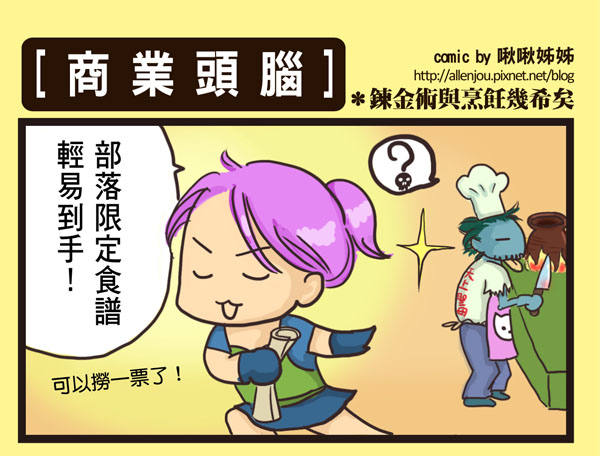 [商業頭腦]
comic by 啾啾姊姊
http://allenjou.pixnet.net/blog
＊鍊金術與烹飪幾希矣
部落限定食譜
輕易到手！
?
可以撈一票了！